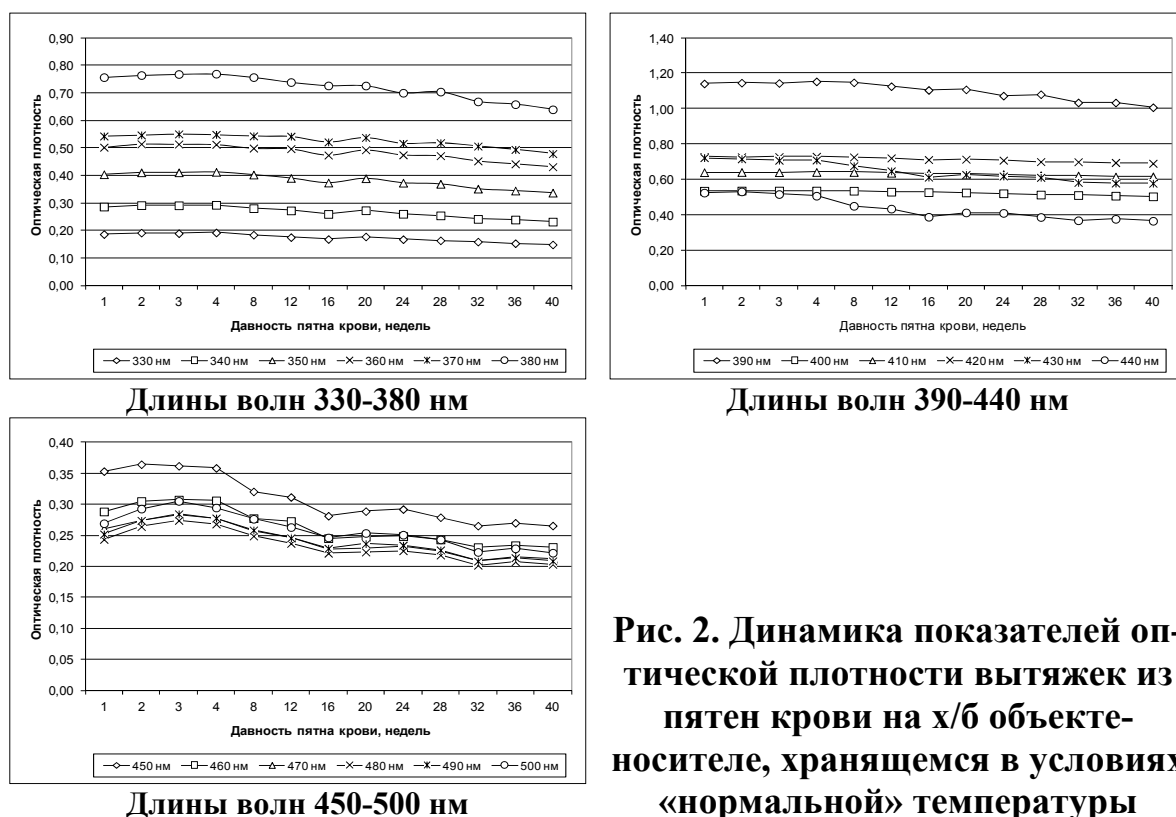 0,90
0,80
0,70
0,60
0,50
0,40
0,30
0,20
0,10
0,00
Оптическая плотность
1 2 3 4 8 12 16 20 24 28 32 36 40
Давность пятна крови, недель
330 нм 340 нм 350 нм 360 нм 370 нм 380 нм
Длины волн 330-380 нм
1,40
1,20
1,00
0,80
0,60
0,40
0,20
0,00
Оптическая плотность
1 2 3 4 8 12 16 20 24 28 32 36 40
Давность пятна крови, недель
390 нм 400 нм 410 нм 420 нм 430 нм 440 нм
Длины волн 390-440 нм
0,40
0,35
0,30
0,25
0,20
0,15
0,10
0,05
0,00
Оптическая плотность
1 2 3 4 8 12 16 20 24 28 32 36 40
Давность пятна крови, недель
450 нм 460 нм 470 нм 480 нм 490 нм 500 нм
Длины волн 450-500 нм
Рис. 2. Динамика показателей оп-
тической плотности вытяжек из
пятен крови на х/б объекте-
носителе, хранящемся в условиях
«нормальной» температуры